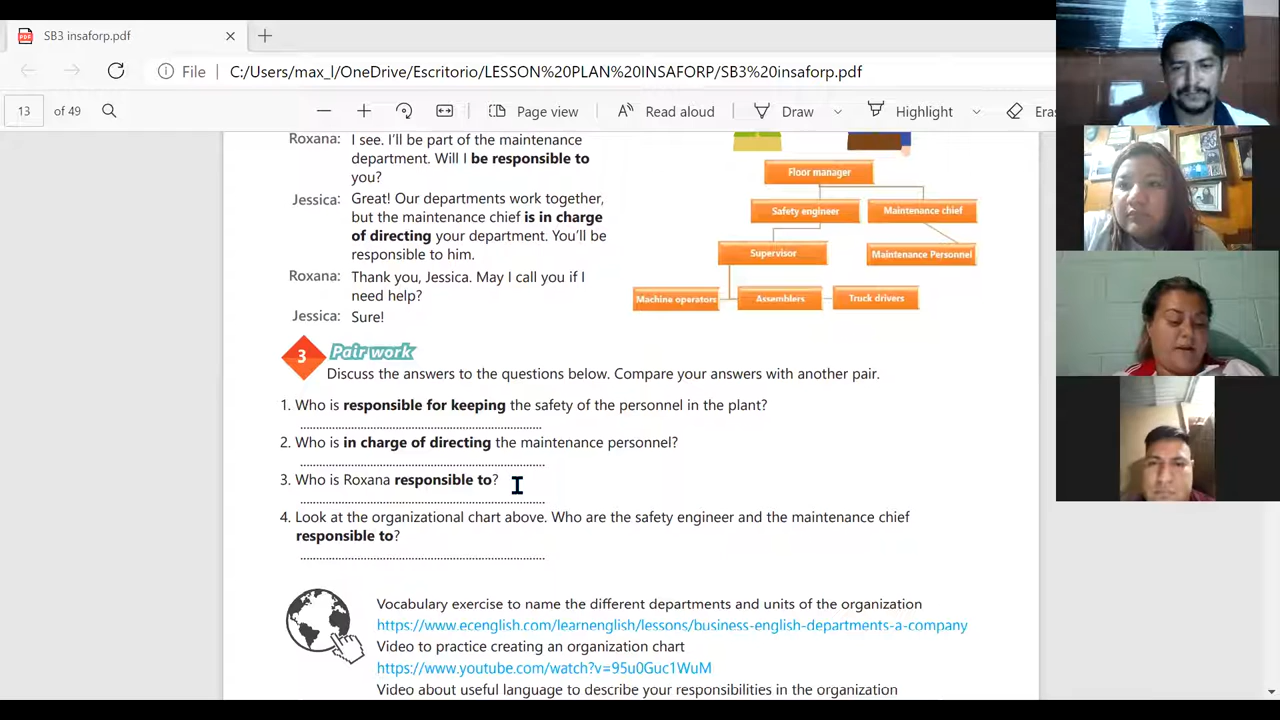 SB3 insaforp.pdf
File
C:/Users/max_l/OneDrive/Escritorio/LESSON%20PLAN%20INSAFORP/SB3%20insaforp.pdf
13 of 49
Page view
Read aloud
Draw
Highlight
Eras
Roxana: I see. I'll be part of the maintenance
department. Will I be responsible to
you?
Jessica: Great! Our departments work together,
but the maintenance chief is in charge
of directing your department. You'll be
responsible to him.
Roxana: Thank you, Jessica. May I call you if I
need help?
Jessica: Sure!
Floor manager
Safety engineer
Maintenance chief
Supervisor
Maintenance Personnel
Machine operators
Assemblers
Truck drivers
3 Pair work
Discuss the answers to the questions below. Compare your answers with another pair.
1. Who is responsible for keeping the safety of the personnel in the plant?
2. Who is in charge of directing the maintenance personnel?
3. Who is Roxana responsible to?
4. Look at the organizational chart above. Who are the safety engineer and the maintenance chief
responsible to?
Vocabulary exercise to name the different departments and units of the organization
https://www.ecenglish.com/learnenglish/lessons/business-english-departments-a-company
Video to practice creating an organization chart
https://www.youtube.com/watch?v=95u0Guc1WuM
Video about useful language to describe your responsibilities in the organization